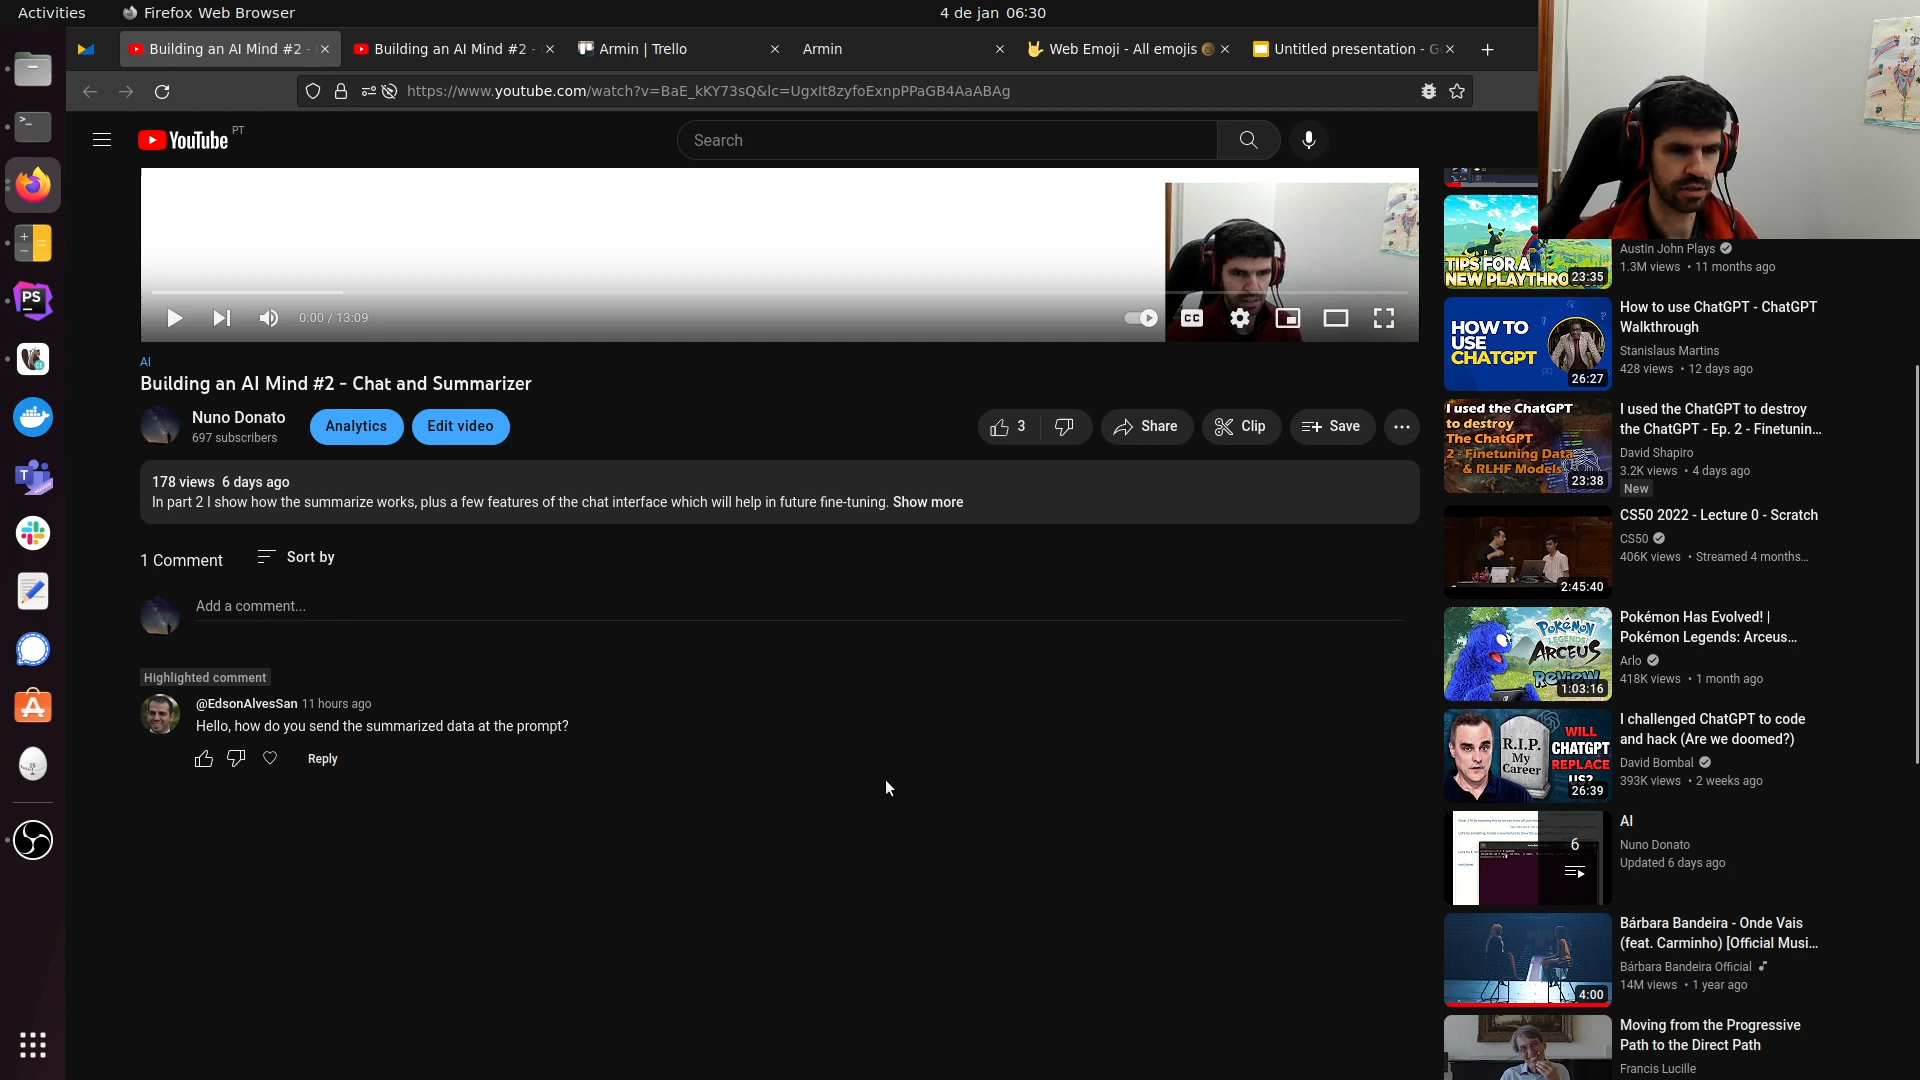 Activities
Firefox Web Browser
4 de jan 06:30
Building an AI Mind #2 -
Building an AI Mind #2 -
Armin | Trello
Armin
Web Emoji - All emojis
Untitled presentation - G
https://www.youtube.com/watch?v=BaE_kKY73sQ&lc=UgxIt8zyfoExnpPPaGB4AaABAg
YouTube PT
Search
0:00 / 13:09
CC
AI
Building an AI Mind #2 - Chat and Summarizer
Nuno Donato
697 subscribers
Analytics
Edit video
3
Share
Clip
Save
178 views 6 days ago
In part 2 I show how the summarize works, plus a few features of the chat interface which will help in future fine-tuning. Show more
1 Comment
Sort by
Add a comment...
Highlighted comment
@EdsonAlvesSan 11 hours ago
Hello, how do you send the summarized data at the prompt?
Reply
TIPS FOR A
NEW PLAYTHRO
23:35
Austin John Plays
1.3M views • 11 months ago
HOW TO
USE
CHATGPT
26:27
How to use ChatGPT - ChatGPT
Walkthrough
Stanislaus Martins
428 views • 12 days ago
I used the ChatGPT
to destroy
The ChatGPT
2 - Finetuning Data
& RLHF Models
23:38
I used the ChatGPT to destroy
the ChatGPT - Ep. 2 - Finetunin...
David Shapiro
3.2K views • 4 days ago
New
2:45:40
CS50 2022 - Lecture 0 - Scratch
CS50
406K views • Streamed 4 months...
POKÉMON
LEGENDS:
ARCEUS
REVIEW
1:03:16
Pokémon Has Evolved! |
Pokémon Legends: Arceus...
Arlo
418K views • 1 month ago
R.I.P.
My
Career
WILL
CHATGPT
REPLACE
US?
26:39
I challenged ChatGPT to code
and hack (Are we doomed?)
David Bombal
393K views • 2 weeks ago
6
AI
Nuno Donato
Updated 6 days ago
4:00
Bárbara Bandeira - Onde Vais
(feat. Carminho) [Official Musi...
Bárbara Bandeira Official
14M views • 1 year ago
Moving from the Progressive
Path to the Direct Path
Francis Lucille
PS